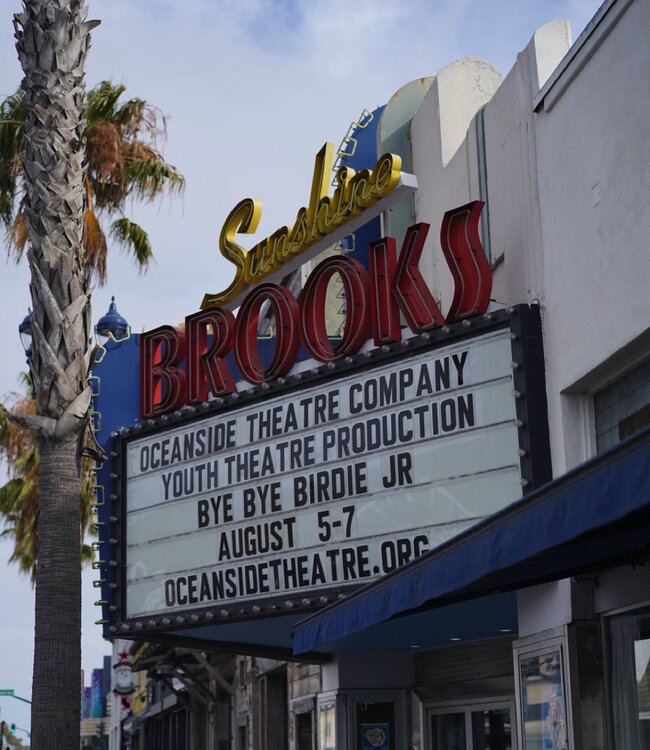 Sunshine
BROOKS
OCEANSIDE THEATRE COMPANY
YOUTH THEATRE PRODUCTION
BYE BYE BIRDIE JR
AUGUST 5-7
OCEANSIDETHEATRE.ORG